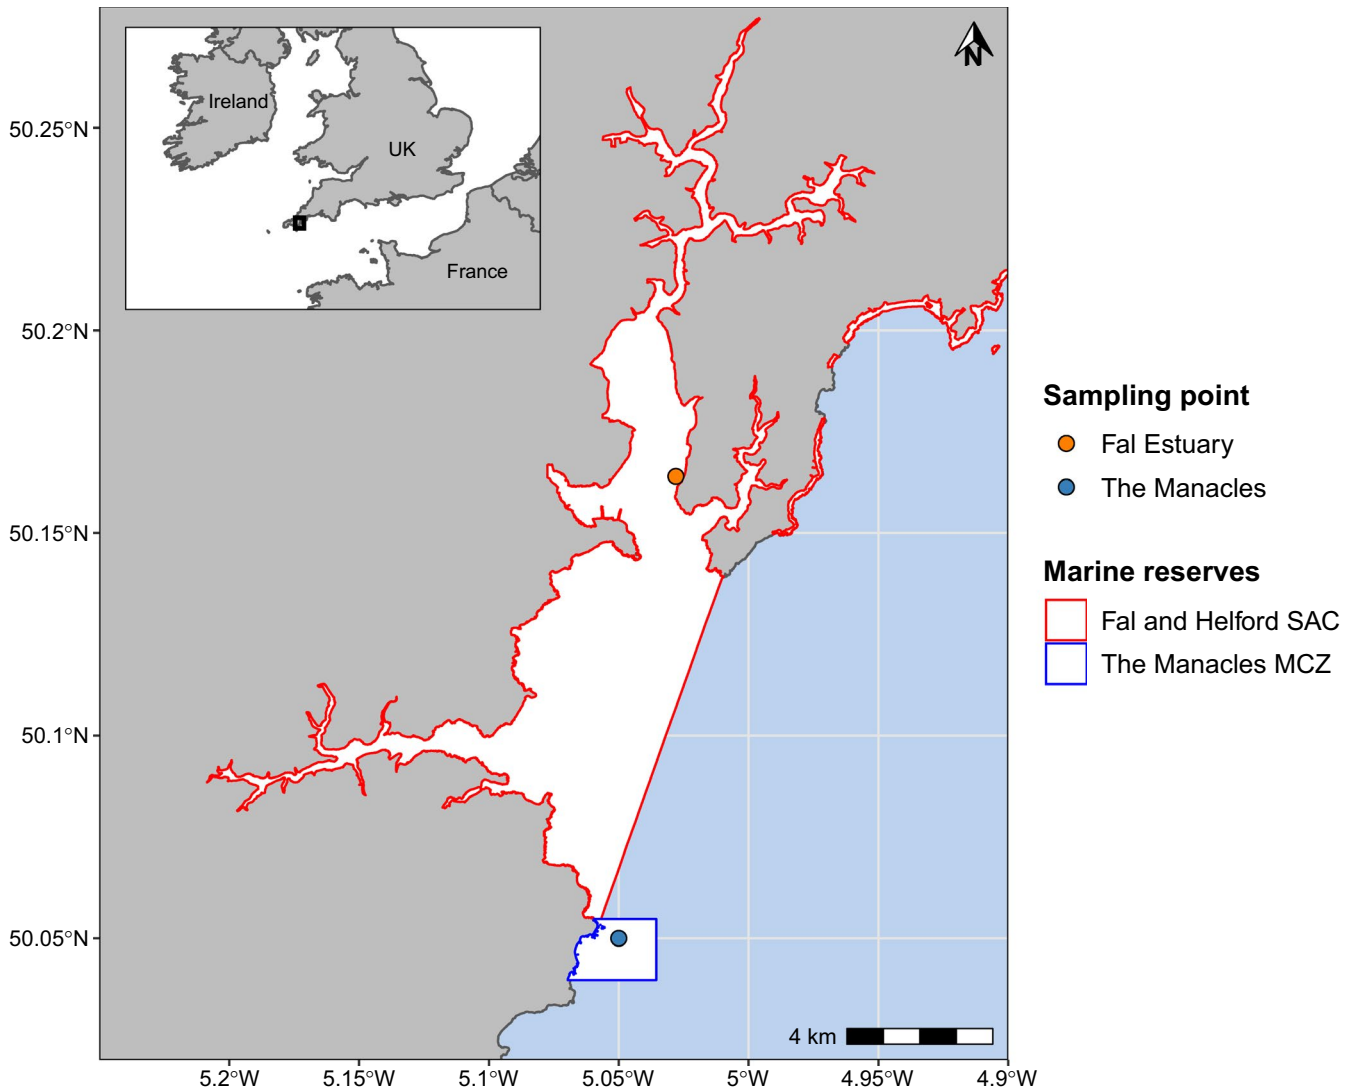 Ireland
UK
France
N
50.25°N
50.2°N
50.15°N
50.1°N
50.05°N
4 km
5.2°W
5.15°W
5.1°W
5.05°W
5°W
4.95°W
4.9°W
Sampling point
Fal Estuary
The Manacles
Marine reserves
Fal and Helford SAC
The Manacles MCZ